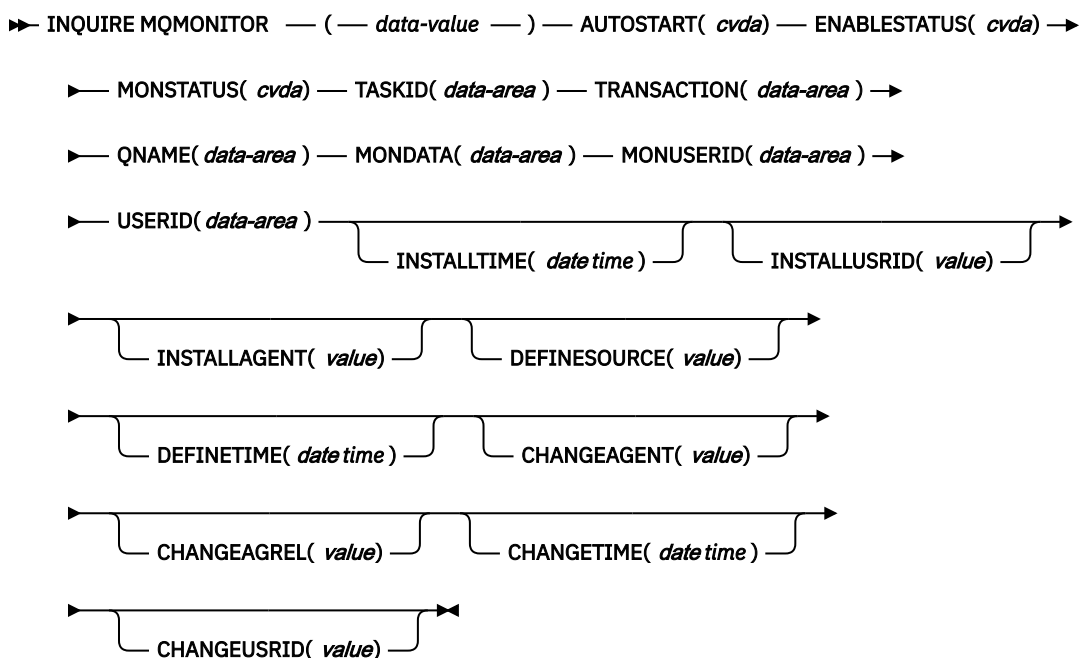 INQUIRE MQMONITOR ( data-value ) AUTOSTART( cvda) ENABLESTATUS( cvda)
MONSTATUS( cvda) TASKID( data-area ) TRANSACTION( data-area )
QNAME( data-area ) MONDATA( data-area ) MONUSERID( data-area )
USERID( data-area )
INSTALLTIME( date time ) INSTALLUSRID( value)
INSTALLAGENT( value) DEFINESOURCE( value)
DEFINETIME( date time ) CHANGEAGENT( value)
CHANGEAGREL( value) CHANGETIME( date time )
CHANGEUSRID( value)